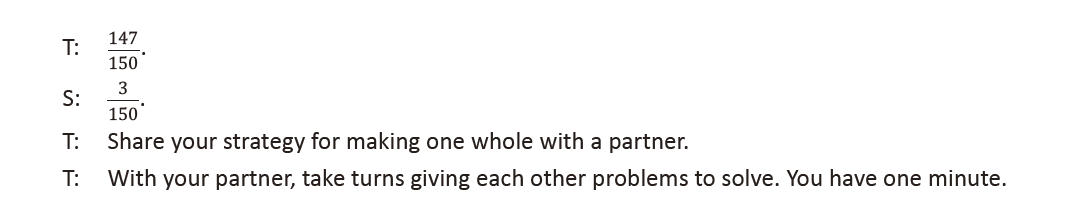 T: 147/150.
S: 3/150.
T: Share your strategy for making one whole with a partner.
T: With your partner, take turns giving each other problems to solve. You have one minute.